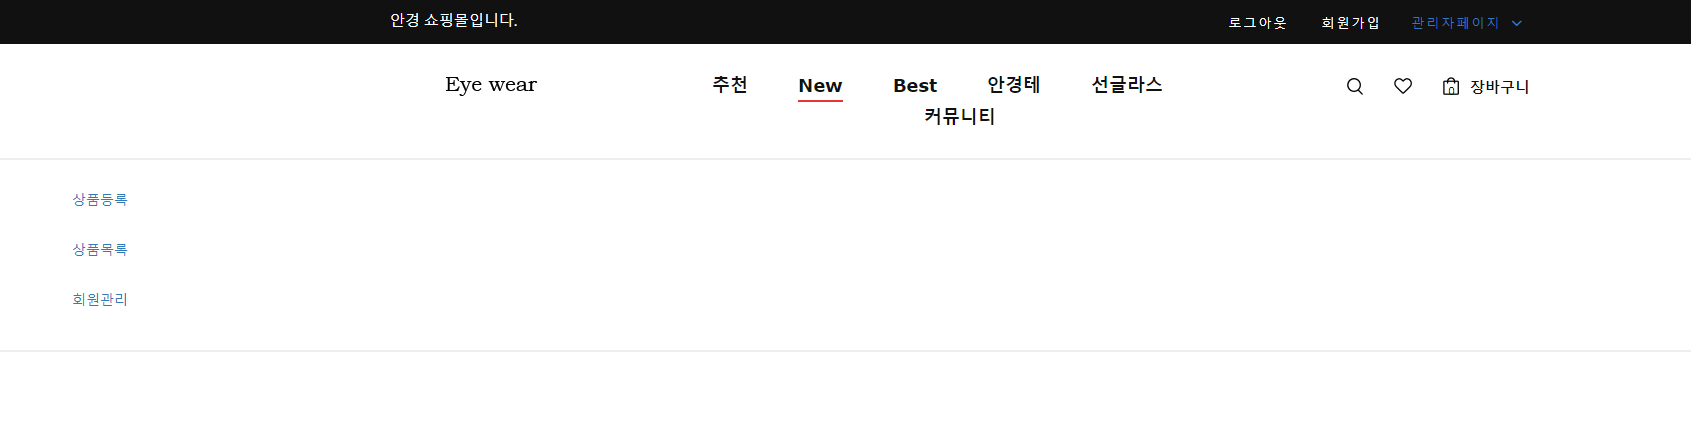 안경 쇼핑몰입니다. 로그아웃 회원가입 관리자페이지
Eye wear 추천 New Best 안경테 선글라스 장바구니
커뮤니티
상품등록
상품목록
회원관리